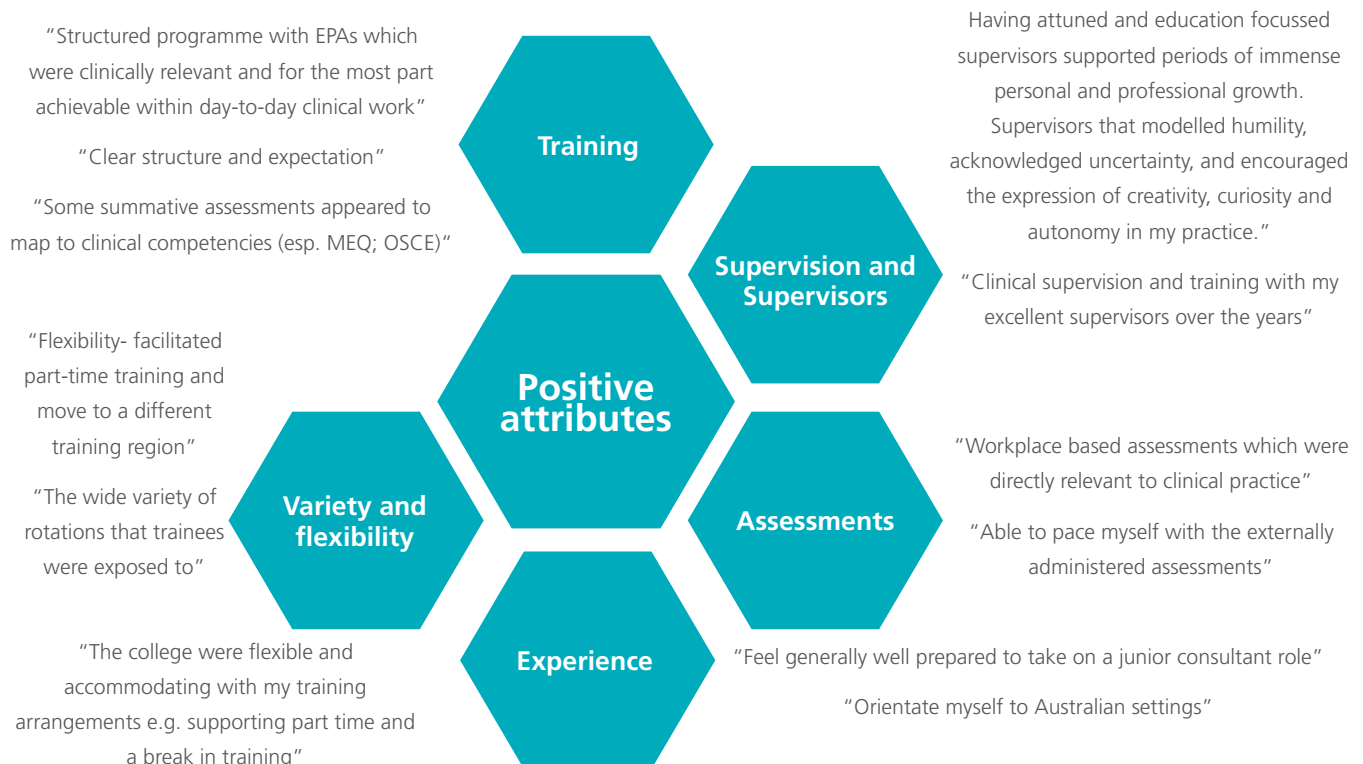 “Structured programme with EPAs which
were clinically relevant and for the most part
achievable within day-to-day clinical work”
“Clear structure and expectation”
“Some summative assessments appeared to
map to clinical competencies (esp. MEQ; OSCE)“
Training
Having attuned and education focussed
supervisors supported periods of immense
personal and professional growth.
Supervisors that modelled humility,
acknowledged uncertainty, and encouraged
the expression of creativity, curiosity and
autonomy in my practice.”
“Clinical supervision and training with my
excellent supervisors over the years”
Supervision and
Supervisors
Positive
attributes
“Flexibility- facilitated
part-time training and
move to a different
training region”
“The wide variety of
rotations that trainees
were exposed to”
Variety and
flexibility
Assessments
“Workplace based assessments which were
directly relevant to clinical practice”
“Able to pace myself with the externally
administered assessments”
“The college were flexible and
accommodating with my training
arrangements e.g. supporting part time and
a break in training”
Experience
“Feel generally well prepared to take on a junior consultant role”
“Orientate myself to Australian settings”